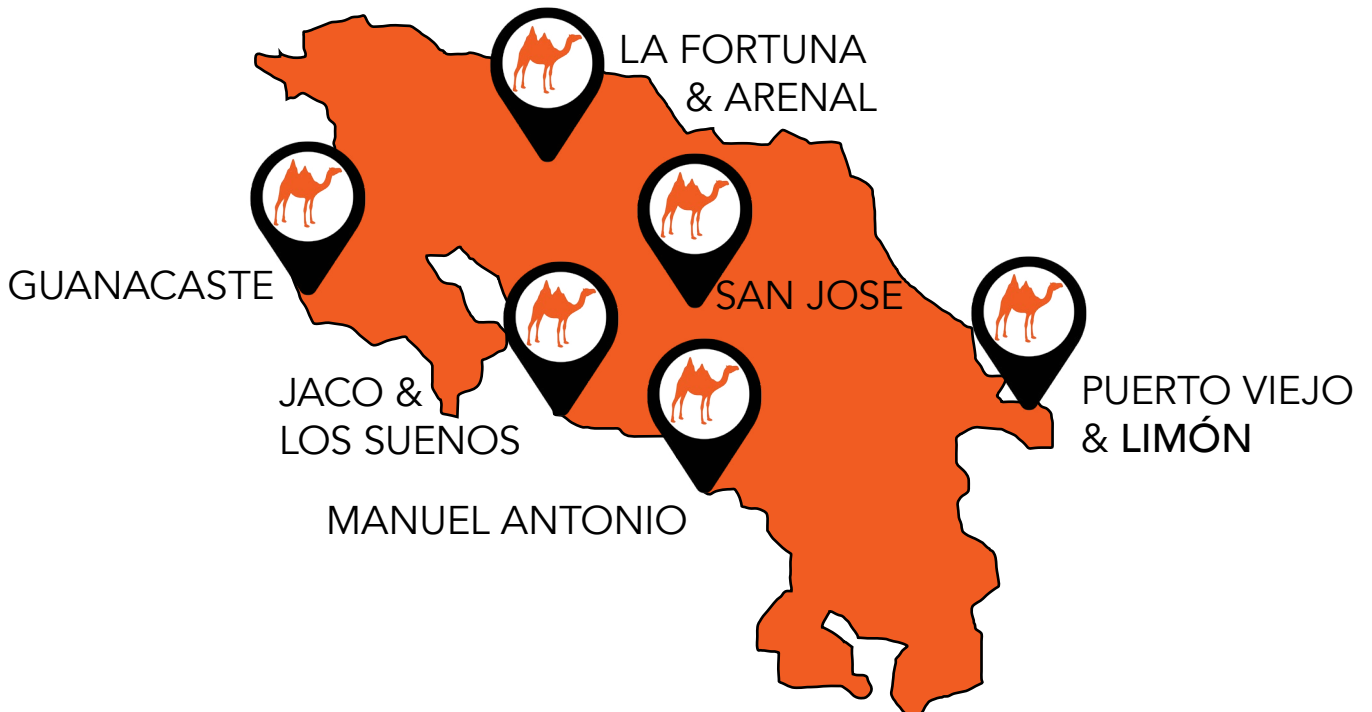 LA FORTUNA
& ARENAL
GUANACASTE
SAN JOSE
JACO &
LOS SUENOS
PUERTO VIEJO
& LIMÓN
MANUEL ANTONIO